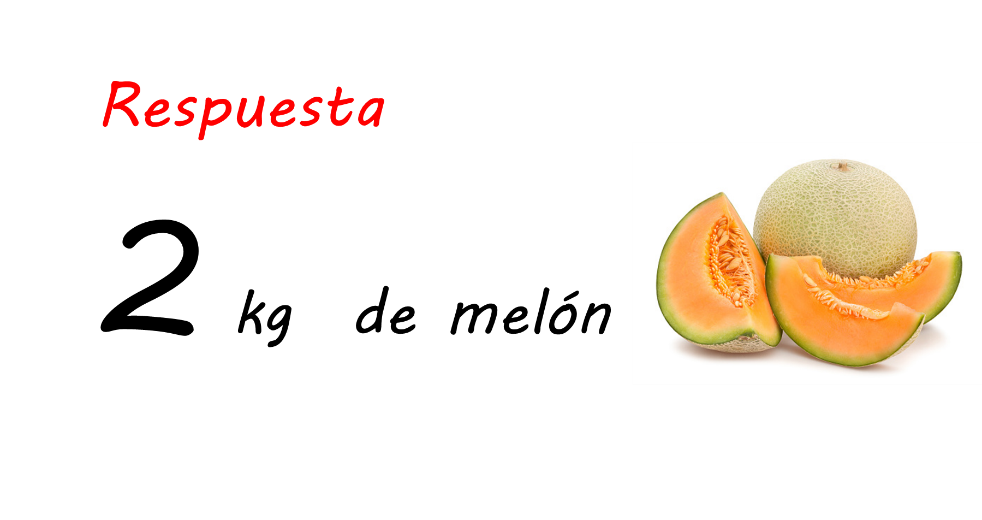 Respuesta
2 kg de melón